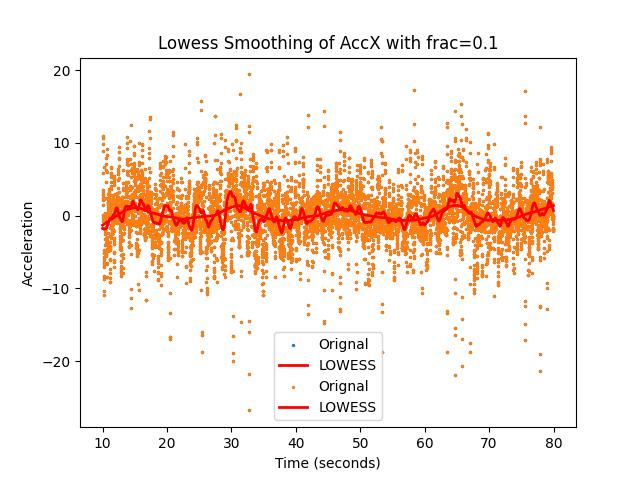 Lowess Smoothing of AccX with frac=0.1
20
10
0
−10
−20
Acceleration
Orignal
LOWESS
Orignal
LOWESS
10 20 30 40 50 60 70 80
Time (seconds)